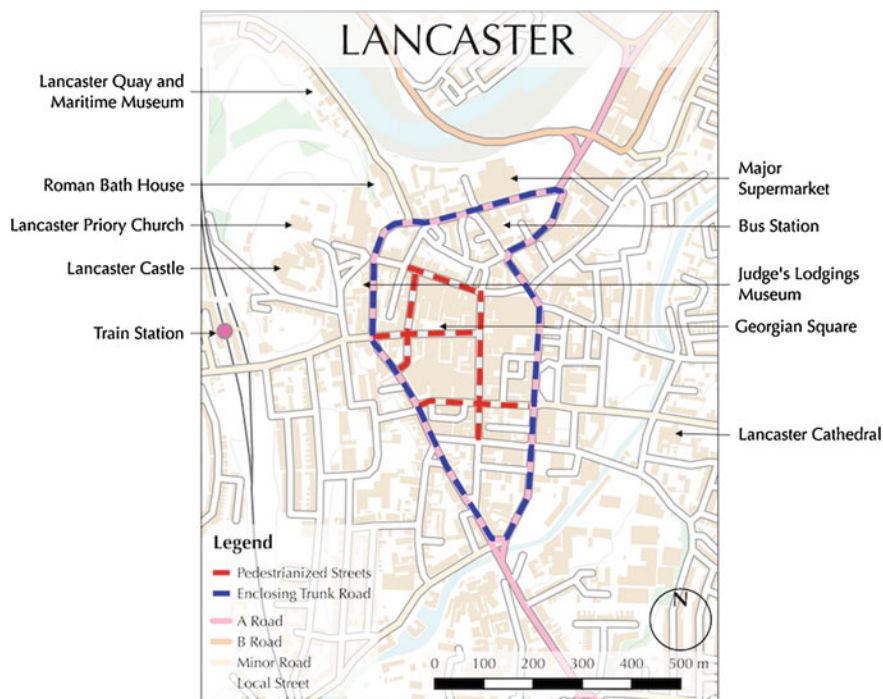 LANCASTER
Lancaster Quay and
Maritime Museum
Roman Bath House
Lancaster Priory Church
Lancaster Castle
Train Station
Major
Supermarket
Bus Station
Judge's Lodgings
Museum
Georgian Square
Lancaster Cathedral
Legend
Pedestrianized Streets
Enclosing Trunk Road
A Road
B Road
Minor Road
Local Street
N
0 100 200 300 400 500 m